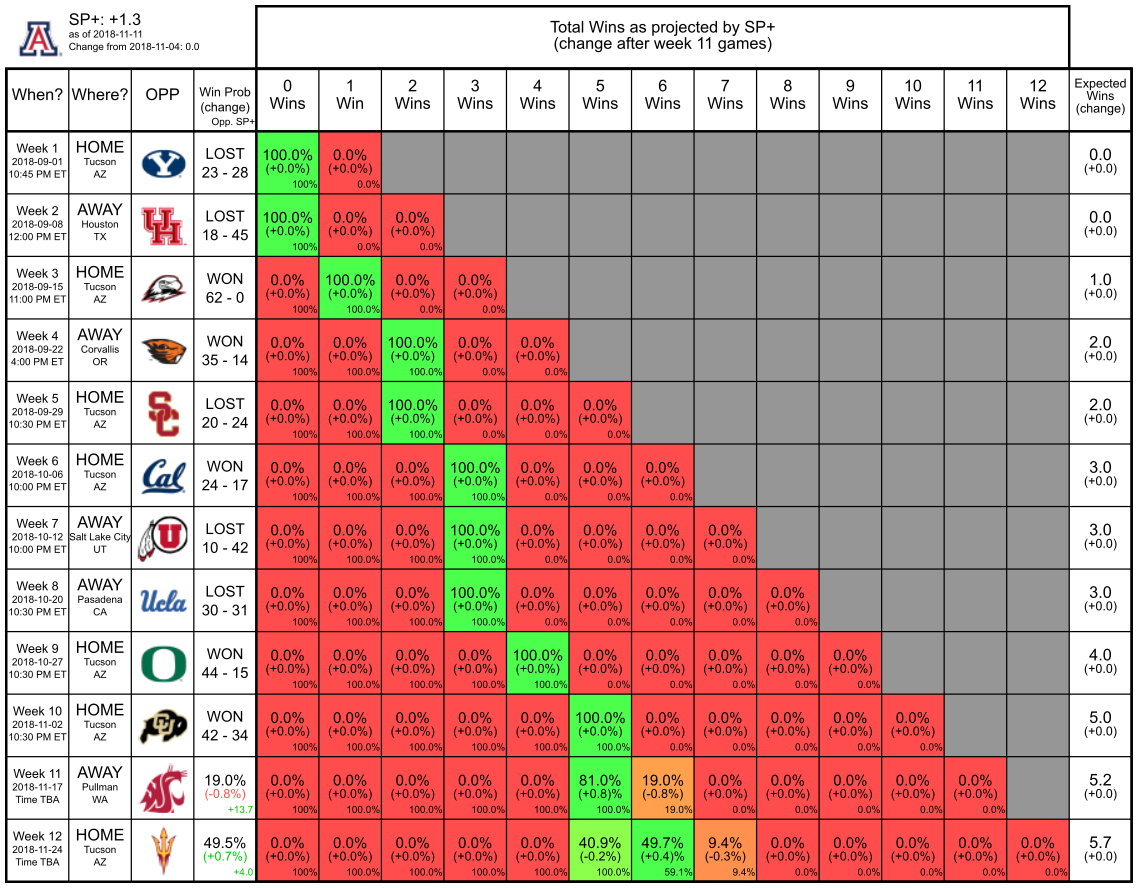 A
SP+: +1.3
as of 2018-11-11
Change from 2018-11-04: 0.0
Total Wins as projected by SP+
(change after week 11 games)
When? Where? OPP Win Prob (change) Opp. SP+ 0 Wins 1 Win 2 Wins 3 Wins 4 Wins 5 Wins 6 Wins 7 Wins 8 Wins 9 Wins 10 Wins 11 Wins 12 Wins Expected Wins (change)
Week 1 HOME LOST 100.0% 0.0% 0.0
2018-09-01 Tucson Y (+0.0%) (+0.0%) (+0.0)
10:45 PM ET AZ 23 - 28 100% 0.0%
Week 2 AWAY LOST 100.0% 0.0% 0.0% 0.0
2018-09-08 Houston UH (+0.0%) (+0.0%) (+0.0%) (+0.0)
12:00 PM ET TX 18 - 45 100% 0.0% 0.0%
Week 3 HOME WON 0.0% 100.0% 0.0% 0.0% 1.0
2018-09-15 Tucson (+0.0%) (+0.0%) (+0.0%) (+0.0%) (+0.0)
11:00 PM ET AZ 62 - 0 100% 100.0% 0.0% 0.0%
Week 4 AWAY WON 0.0% 0.0% 100.0% 0.0% 0.0% 2.0
2018-09-22 Corvallis (+0.0%) (+0.0%) (+0.0%) (+0.0%) (+0.0%) (+0.0)
4:00 PM ET OR 35 - 14 100% 100.0% 100.0% 0.0% 0.0%
Week 5 HOME LOST 0.0% 0.0% 100.0% 0.0% 0.0% 0.0% 2.0
2018-09-29 Tucson SC (+0.0%) (+0.0%) (+0.0%) (+0.0%) (+0.0%) (+0.0%) (+0.0)
10:30 PM ET AZ 20 - 24 100% 100.0% 100.0% 0.0% 0.0% 0.0%
Week 6 HOME WON 0.0% 0.0% 0.0% 100.0% 0.0% 0.0% 0.0% 3.0
2018-10-06 Tucson Cal (+0.0%) (+0.0%) (+0.0%) (+0.0%) (+0.0%) (+0.0%) (+0.0%) (+0.0)
10:00 PM ET AZ 24 - 17 100% 100.0% 100.0% 100.0% 0.0% 0.0% 0.0%
Week 7 AWAY LOST 0.0% 0.0% 0.0% 100.0% 0.0% 0.0% 0.0% 0.0% 3.0
2018-10-12 Salt Lake City U (+0.0%) (+0.0%) (+0.0%) (+0.0%) (+0.0%) (+0.0%) (+0.0%) (+0.0%) (+0.0)
10:00 PM ET UT 10 - 42 100% 100.0% 100.0% 100.0% 0.0% 0.0% 0.0% 0.0%
Week 8 AWAY LOST 0.0% 0.0% 0.0% 100.0% 0.0% 0.0% 0.0% 0.0% 0.0% 3.0
2018-10-20 Pasadena Ucla (+0.0%) (+0.0%) (+0.0%) (+0.0%) (+0.0%) (+0.0%) (+0.0%) (+0.0%) (+0.0%) (+0.0)
10:30 PM ET CA 30 - 31 100% 100.0% 100.0% 100.0% 0.0% 0.0% 0.0% 0.0% 0.0%
Week 9 HOME WON 0.0% 0.0% 0.0% 0.0% 100.0% 0.0% 0.0% 0.0% 0.0% 0.0% 4.0
2018-10-27 Tucson O (+0.0%) (+0.0%) (+0.0%) (+0.0%) (+0.0%) (+0.0%) (+0.0%) (+0.0%) (+0.0%) (+0.0%) (+0.0)
10:30 PM ET AZ 44 - 15 100% 100.0% 100.0% 100.0% 100.0% 0.0% 0.0% 0.0% 0.0% 0.0%
Week 10 HOME WON 0.0% 0.0% 0.0% 0.0% 0.0% 100.0% 0.0% 0.0% 0.0% 0.0% 0.0% 5.0
2018-11-02 Tucson CU (+0.0%) (+0.0%) (+0.0%) (+0.0%) (+0.0%) (+0.0%) (+0.0%) (+0.0%) (+0.0%) (+0.0%) (+0.0%) (+0.0)
10:30 PM ET AZ 42 - 34 100% 100.0% 100.0% 100.0% 100.0% 100.0% 0.0% 0.0% 0.0% 0.0% 0.0%
Week 11 AWAY 19.0% 0.0% 0.0% 0.0% 0.0% 0.0% 81.0% 19.0% 0.0% 0.0% 0.0% 0.0% 0.0% 5.2
2018-11-17 Pullman (-0.8%) (+0.0%) (+0.0%) (+0.0%) (+0.0%) (+0.0%) (+0.8)% (-0.8%) (+0.0%) (+0.0%) (+0.0%) (+0.0%) (+0.0%) (+0.0)
Time TBA WA +13.7 100% 100.0% 100.0% 100.0% 100.0% 100.0% 19.0% 0.0% 0.0% 0.0% 0.0% 0.0%
Week 12 HOME 49.5% 0.0% 0.0% 0.0% 0.0% 0.0% 40.9% 49.7% 9.4% 0.0% 0.0% 0.0% 0.0% 0.0% 5.7
2018-11-24 Tucson (+0.7%) (+0.0%) (+0.0%) (+0.0%) (+0.0%) (+0.0%) (-0.2%) (+0.4)% (-0.3%) (+0.0%) (+0.0%) (+0.0%) (+0.0%) (+0.0%) (+0.0)
Time TBA AZ +4.0 100% 100.0% 100.0% 100.0% 100.0% 100.0% 59.1% 9.4% 0.0% 0.0% 0.0% 0.0% 0.0%